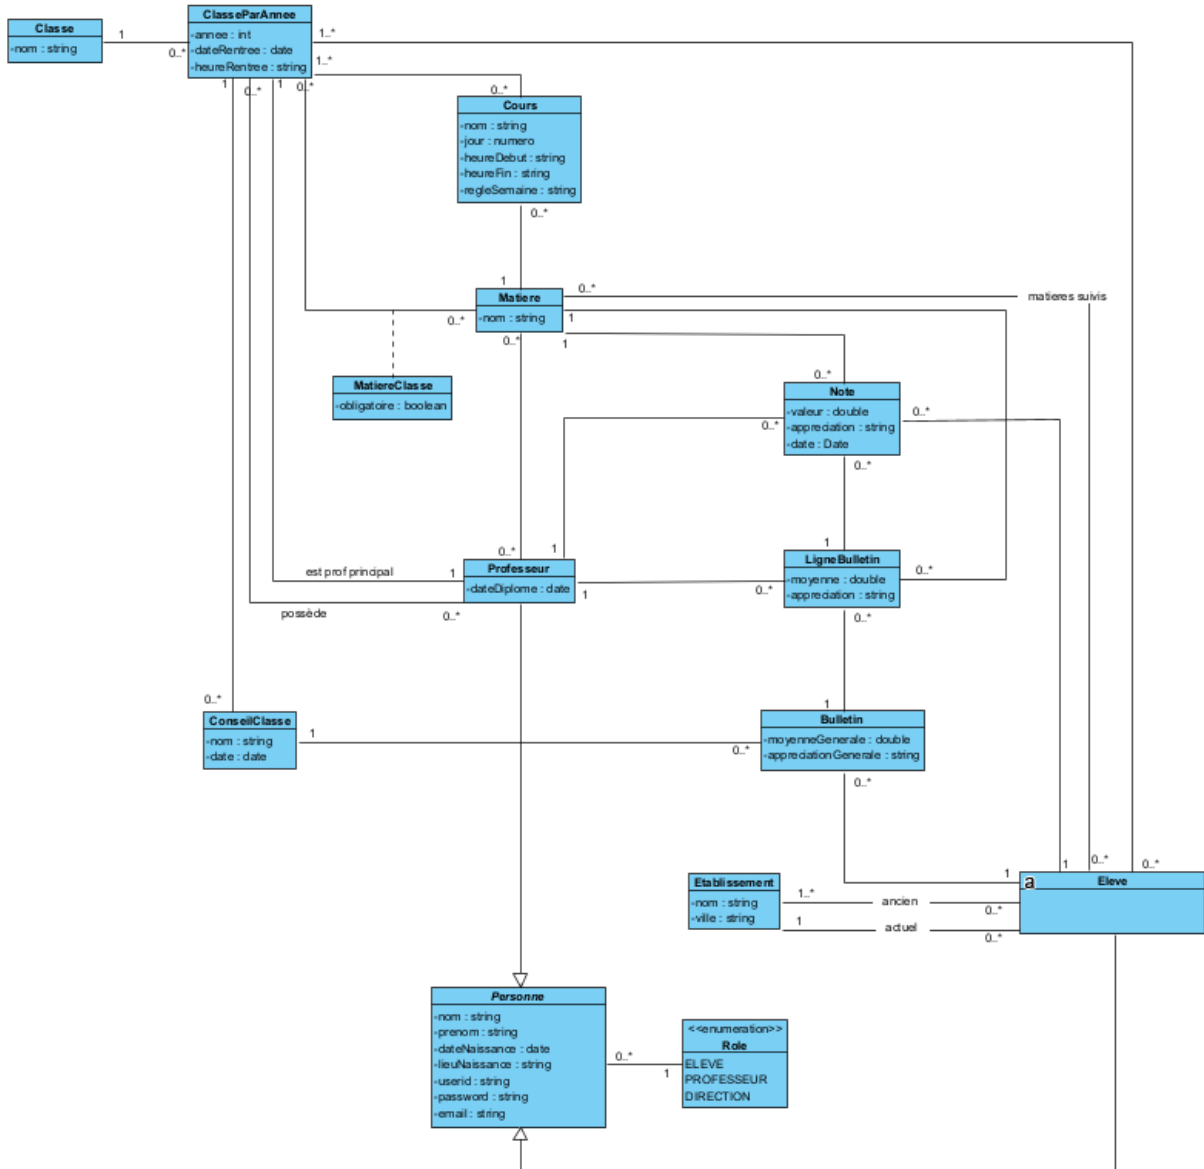 Classe
-nom : string
1
0..*
ClasseParAnnee
-annee : int
-dateRentree : date
-heureRentree : string
1..*
1..*
1
0..*
1
0..*
0..*
Cours
-nom : string
-jour : numero
-heureDebut : string
-heureFin : string
-regleSemaine : string
0..*
1
Matiere
-nom : string
0..*
matieres suivis
0..*
1
0..*
1
MatiereClasse
-obligatoire : boolean
0..*
Note
-valeur : double
-appreciation : string
-date : Date
0..*
0..*
0..*
0..*
1
1
LigneBulletin
-moyenne : double
-appreciation : string
0..*
est prof principal
1
Professeur
-dateDiplome : date
1
0..*
possède
0..*
0..*
0..*
ConseilClasse
-nom : string
-date : date
1
0..*
1
Bulletin
-moyenneGenerale : double
-appreciationGenerale : string
0..*
1
1
0..*
0..*
Etablissement
-nom : string
-ville : string
1..*
ancien
0..*
1
actuel
0..*
a
Eleve
Personne
-nom : string
-prenom : string
-dateNaissance : date
-lieuNaissance : string
-userid : string
-password : string
-email : string
0..*
1
<<enumeration>>
Role
ELEVE
PROFESSEUR
DIRECTION